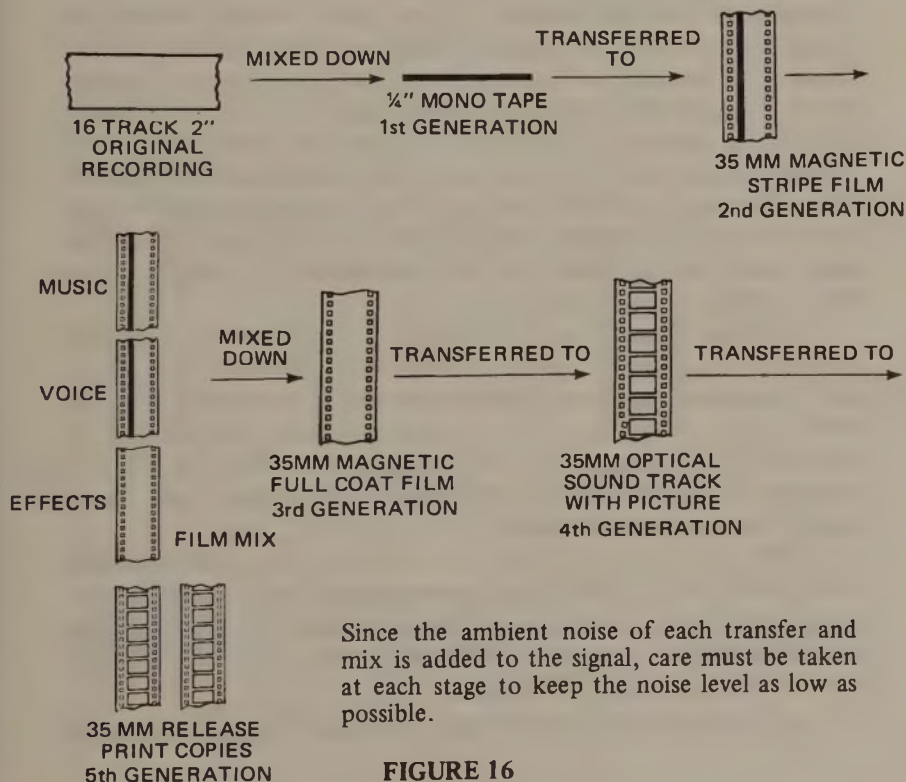 MIXED DOWN
TRANSFERRED
TO
16 TRACK 2"
ORIGINAL
RECORDING
¼" MONO TAPE
1st GENERATION
35 MM MAGNETIC
STRIPE FILM
2nd GENERATION
MUSIC
VOICE
EFFECTS
FILM MIX
MIXED
DOWN
35MM MAGNETIC
FULL COAT FILM
3rd GENERATION
TRANSFERRED TO
35MM OPTICAL
SOUND TRACK
WITH PICTURE
4th GENERATION
TRANSFERRED TO
35 MM RELEASE
PRINT COPIES
5th GENERATION
Since the ambient noise of each transfer and
mix is added to the signal, care must be taken
at each stage to keep the noise level as low as
possible.
FIGURE 16